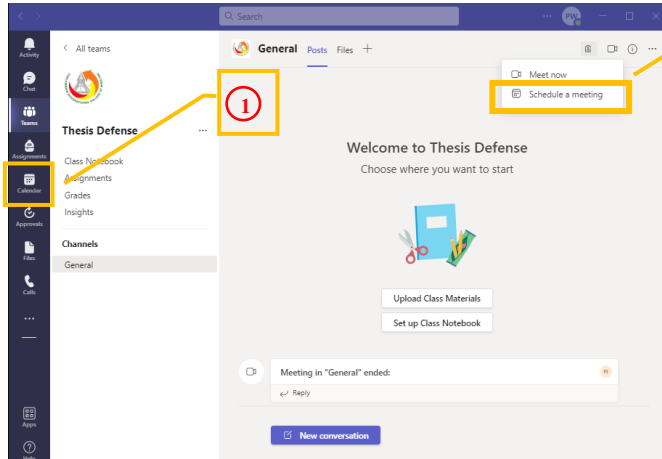 Search
PW
Activity
Chat
Teams
Assignments
Calendar
Approvals
Files
Calls
Apps
Help
All teams
Thesis Defense
Class Notebook
Assignments
Grades
Insights
Channels
General
1
General Posts Files
Meet now
Schedule a meeting
Welcome to Thesis Defense
Choose where you want to start
Upload Class Materials
Set up Class Notebook
Meeting in "General" ended:
Reply
New conversation